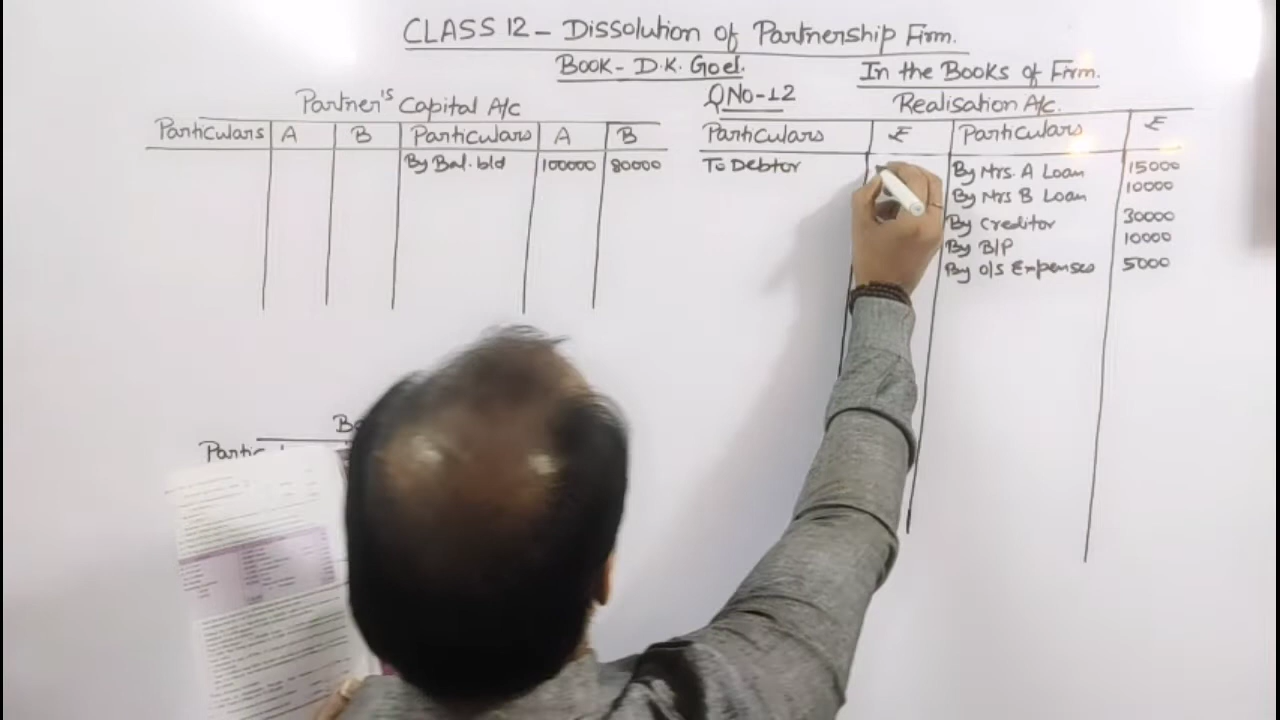 CLASS 12 - Dissolution of Partnership Firm.
BOOK - D.K. Goel.
In the Books of Firm.
Partner's Capital A/c
Particulars A B Particulars A B
By Bal. b/d 100000 80000
QNo-12
Realisation A/c.
Particulars ₹ Particulars ₹
To Debtor By Mrs. A Loan 15000
By Mrs B Loan 10000
By Creditor 30000
By B/P 10000
By O/S Expenses 5000